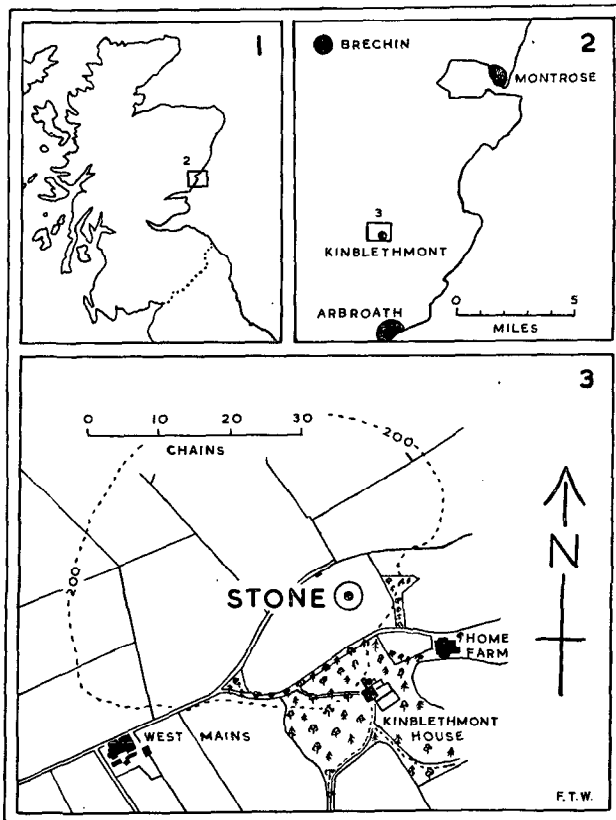 1
2
2
BRECHIN
MONTROSE
3
KINBLETHMONT
ARBROATH
0 5
MILES
3
0 10 20 30
CHAINS
200
200
N
STONE
HOME
FARM
KINBLETHMONT
HOUSE
WEST MAINS
F.T.W.